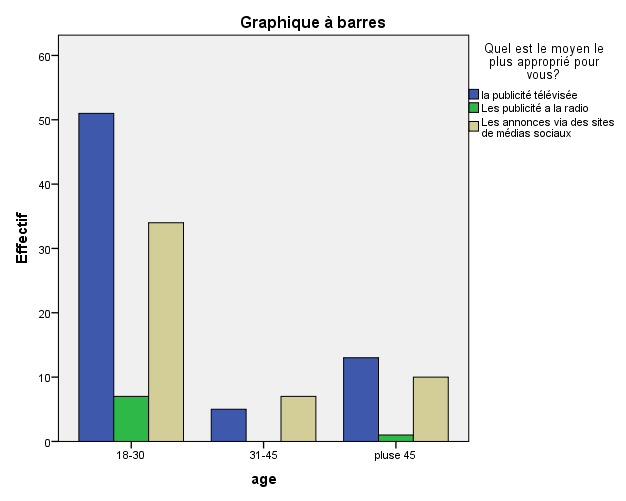 Graphique à barres
Quel est le moyen le
plus approprié pour
vous?
la publicité télévisée
Les publicité a la radio
Les annonces via des sites
de médias sociaux
Effectif
60
50
40
30
20
10
0
18-30
31-45
pluse 45
age